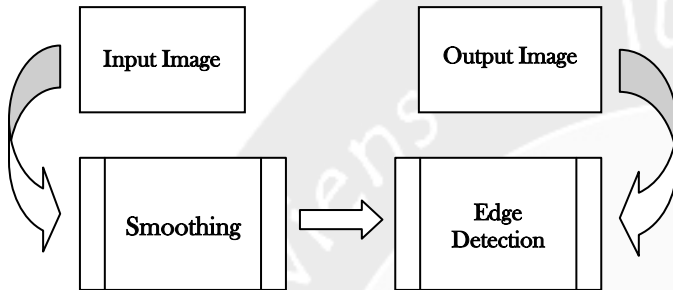 Input Image
Output Image
Smoothing
Edge
Detection